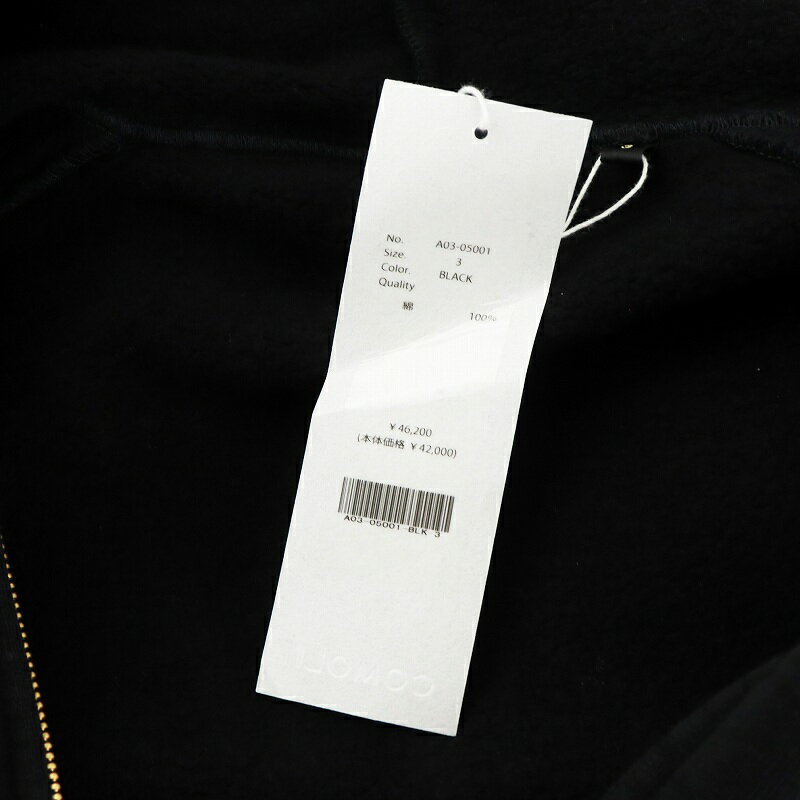 No. A03-05001
Size. 3
Color. BLACK
Quality
綿 100%
￥46,200
(本体価格 ￥42,000)
A03-05001-BLK 3
COMOLI